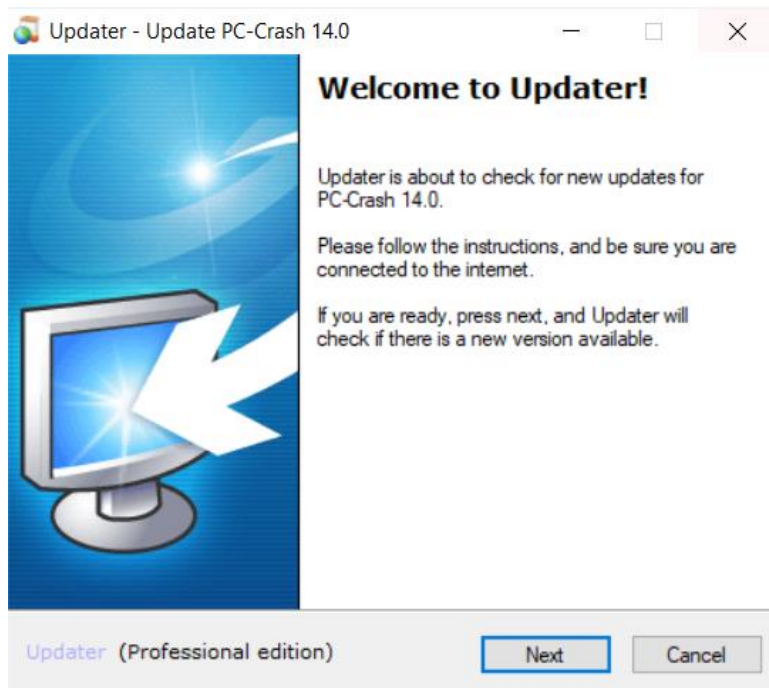 Updater - Update PC-Crash 14.0
Welcome to Updater!
Updater is about to check for new updates for
PC-Crash 14.0.
Please follow the instructions, and be sure you are
connected to the internet.
If you are ready, press next, and Updater will
check if there is a new version available.
Updater (Professional edition)
Next
Cancel